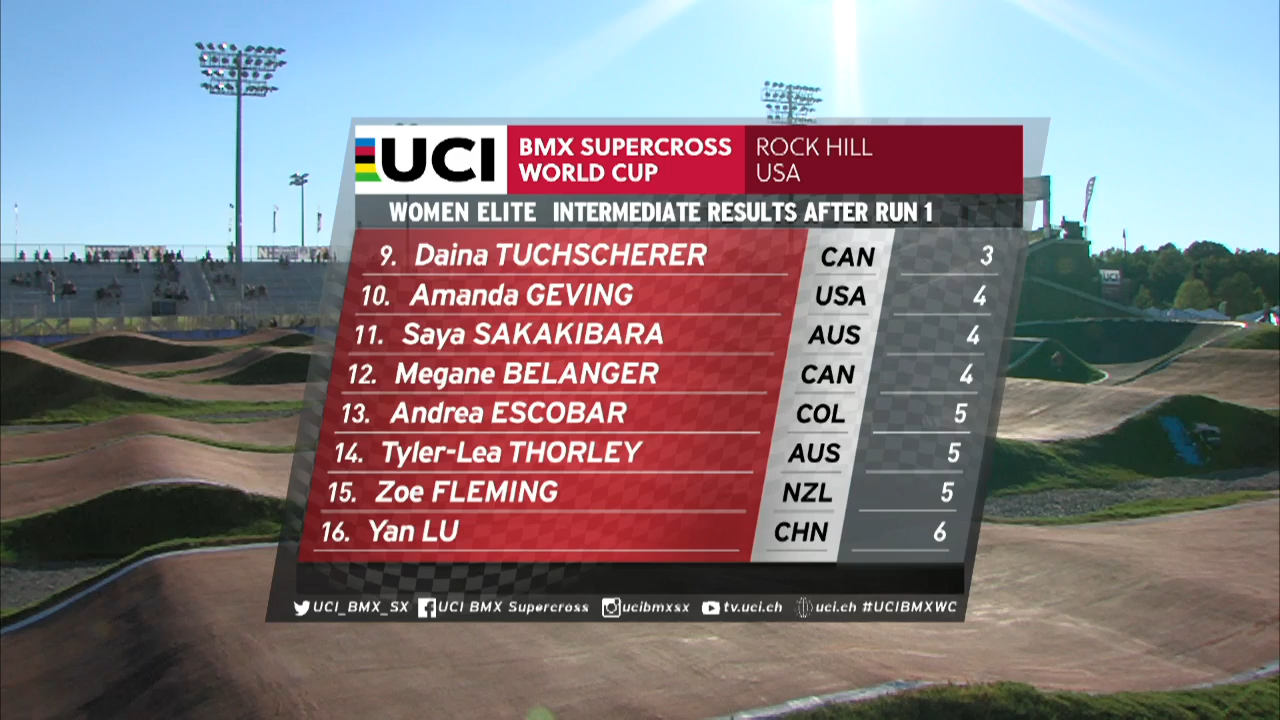 UCI
BMX SUPERCROSS
WORLD CUP
ROCK HILL
USA
WOMEN ELITE INTERMEDIATE RESULTS AFTER RUN 1
9. Daina TUCHSCHERER CAN 3
10. Amanda GEVING USA 4
11. Saya SAKAKIBARA AUS 4
12. Megane BELANGER CAN 4
13. Andrea ESCOBAR COL 5
14. Tyler-Lea THORLEY AUS 5
15. Zoe FLEMING NZL 5
16. Yan LU CHN 6
UCI_BMX_SX UCI BMX Supercross ucibmxsx tv.uci.ch uci.ch #UCIBMXWC
UCI